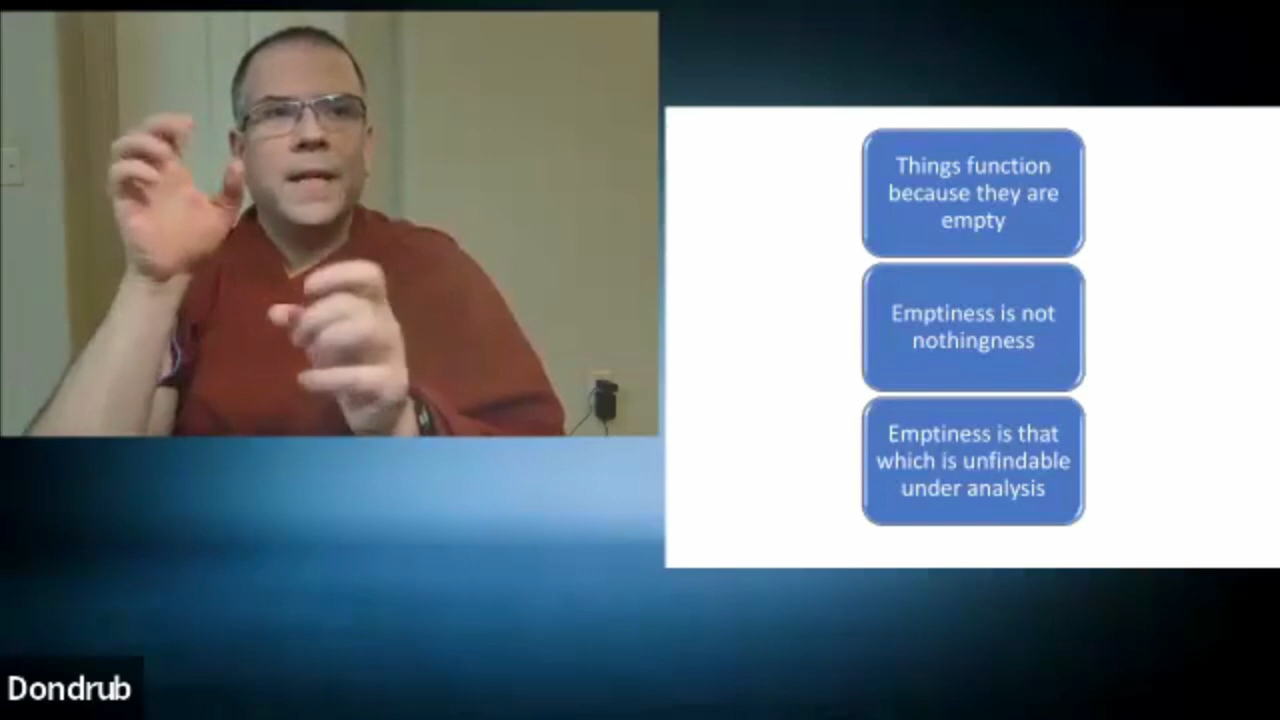 Things function
because they are
empty
Emptiness is not
nothingness
Emptiness is that
which is unfindable
under analysis
Dondrub